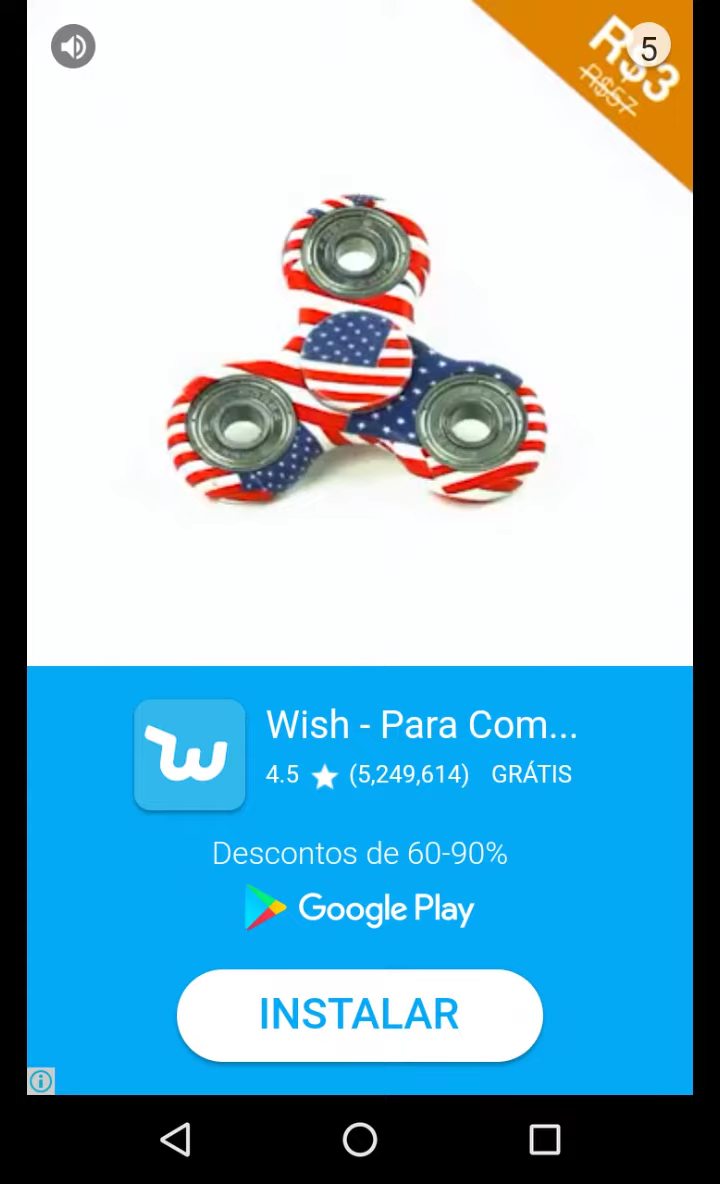 5
R$3
R$57
Wish - Para Com...
4.5 ★ (5,249,614) GRÁTIS
Descontos de 60-90%
Google Play
INSTALAR